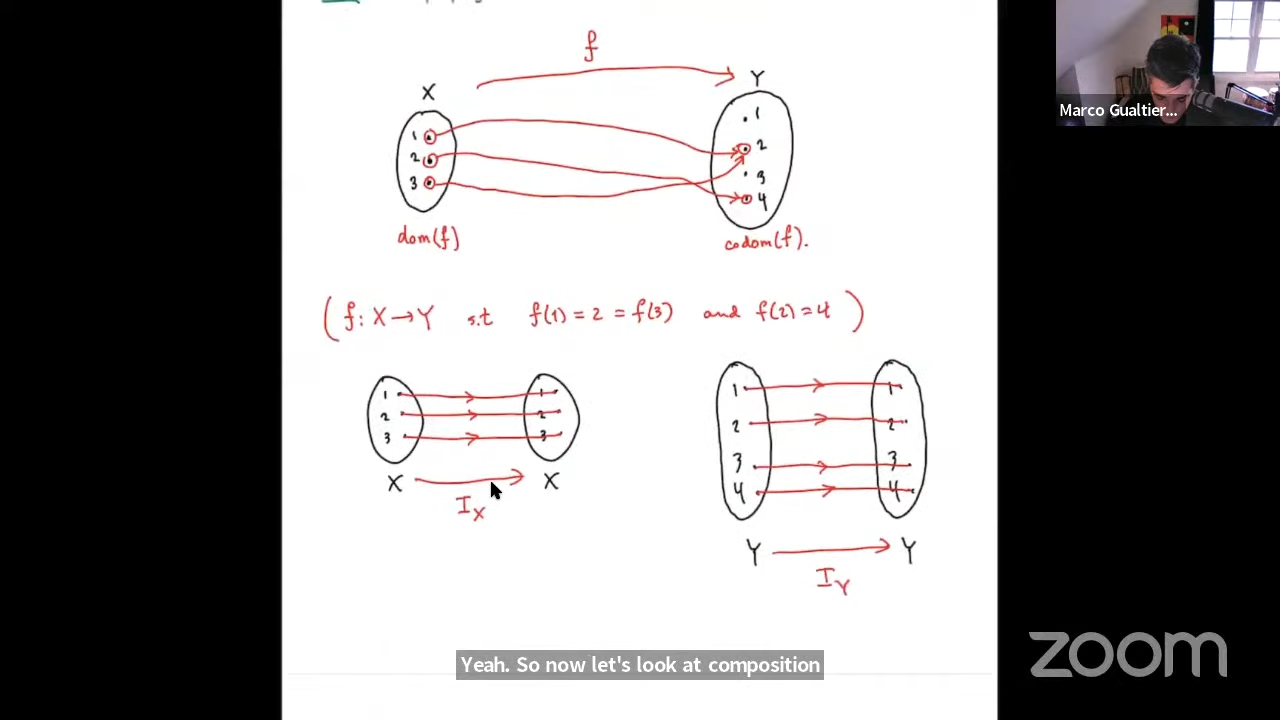 f
X
Y
1
2
3
1
2
3
4
dom(f)
codom(f).
(f: X→Y s.t f(1) = 2 = f(3) and f(2) = 4)
1
2
3
1
2
3
X
X
I_X
1
2
3
4
1
2
3
4
Y
Y
I_Y
Yeah. So now let's look at composition
Marco Gualtier...
zoom